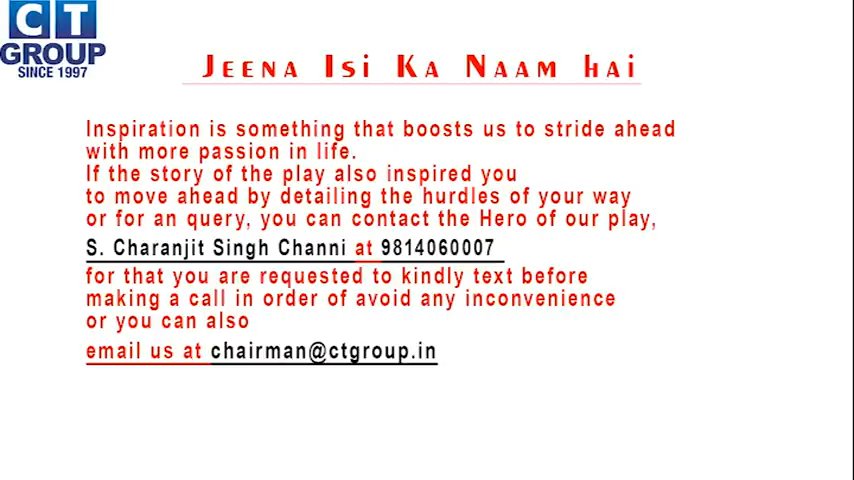 CT
GROUP
SINCE 1997
Jeena Isi Ka Naam hai
Inspiration is something that boosts us to stride ahead
with more passion in life.
If the story of the play also inspired you
to move ahead by detailing the hurdles of your way
or for an query, you can contact the Hero of our play,
S. Charanjit Singh Channi at 9814060007
for that you are requested to kindly text before
making a call in order of avoid any inconvenience
or you can also
email us at chairman@ctgroup.in